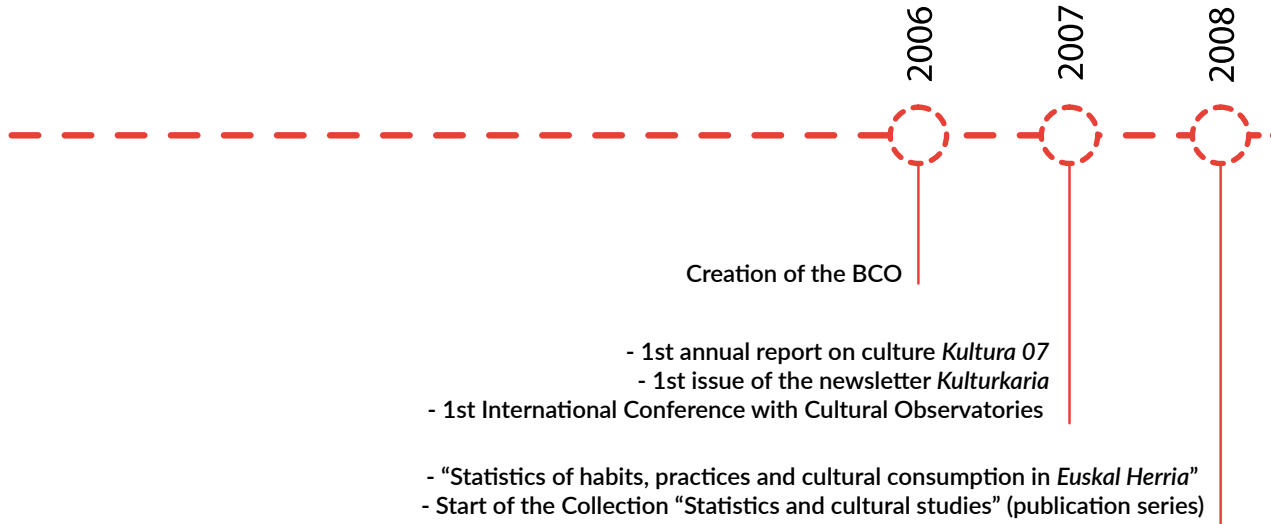 2006
2007
2008
Creation of the BCO
- 1st annual report on culture Kultura 07
- 1st issue of the newsletter Kulturkaria
- 1st International Conference with Cultural Observatories
- “Statistics of habits, practices and cultural consumption in Euskal Herria”
- Start of the Collection “Statistics and cultural studies” (publication series)